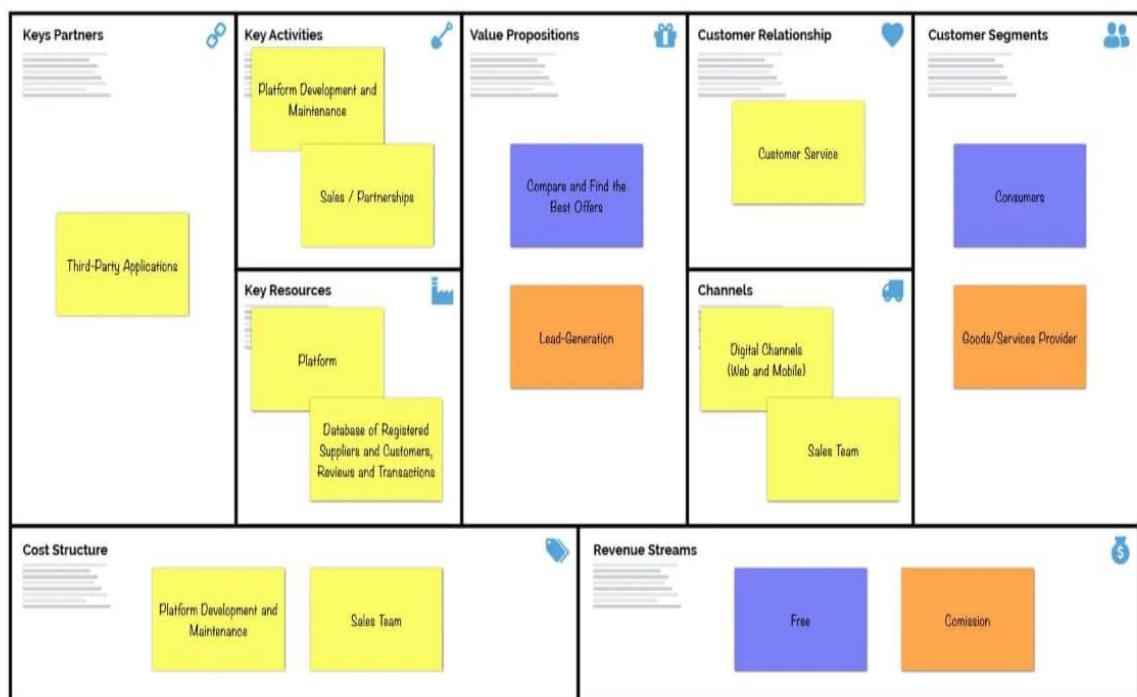 Keys Partners
Third-Party Applications
Key Activities
Platform Development and
Maintenance
Sales / Partnerships
Key Resources
Platform
Database of Registered
Suppliers and Customers,
Reviews and Transactions
Value Propositions
Compare and Find the
Best Offers
Lead-Generation
Customer Relationship
Customer Service
Channels
Digital Channels
(Web and Mobile)
Sales Team
Customer Segments
Consumers
Goods/Services Provider
Cost Structure
Platform Development and
Maintenance
Sales Team
Revenue Streams
Free
Comission
$